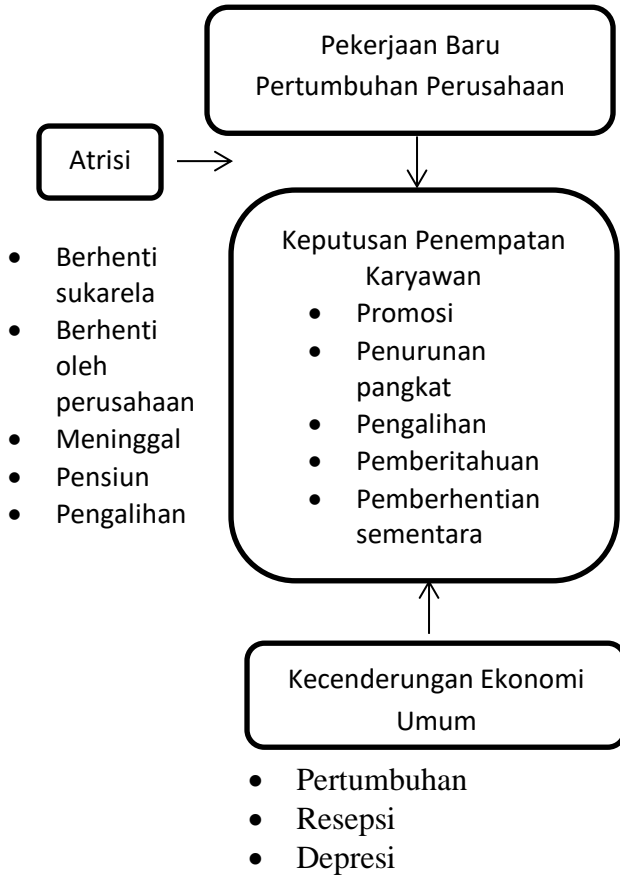 Pekerjaan Baru
Pertumbuhan Perusahaan
Atrisi
• Berhenti
sukarela
• Berhenti
oleh
perusahaan
• Meninggal
• Pensiun
• Pengalihan
Keputusan Penempatan
Karyawan
• Promosi
• Penurunan
pangkat
• Pengalihan
• Pemberitahuan
• Pemberhentian
sementara
Kecenderungan Ekonomi
Umum
• Pertumbuhan
• Resepsi
• Depresi